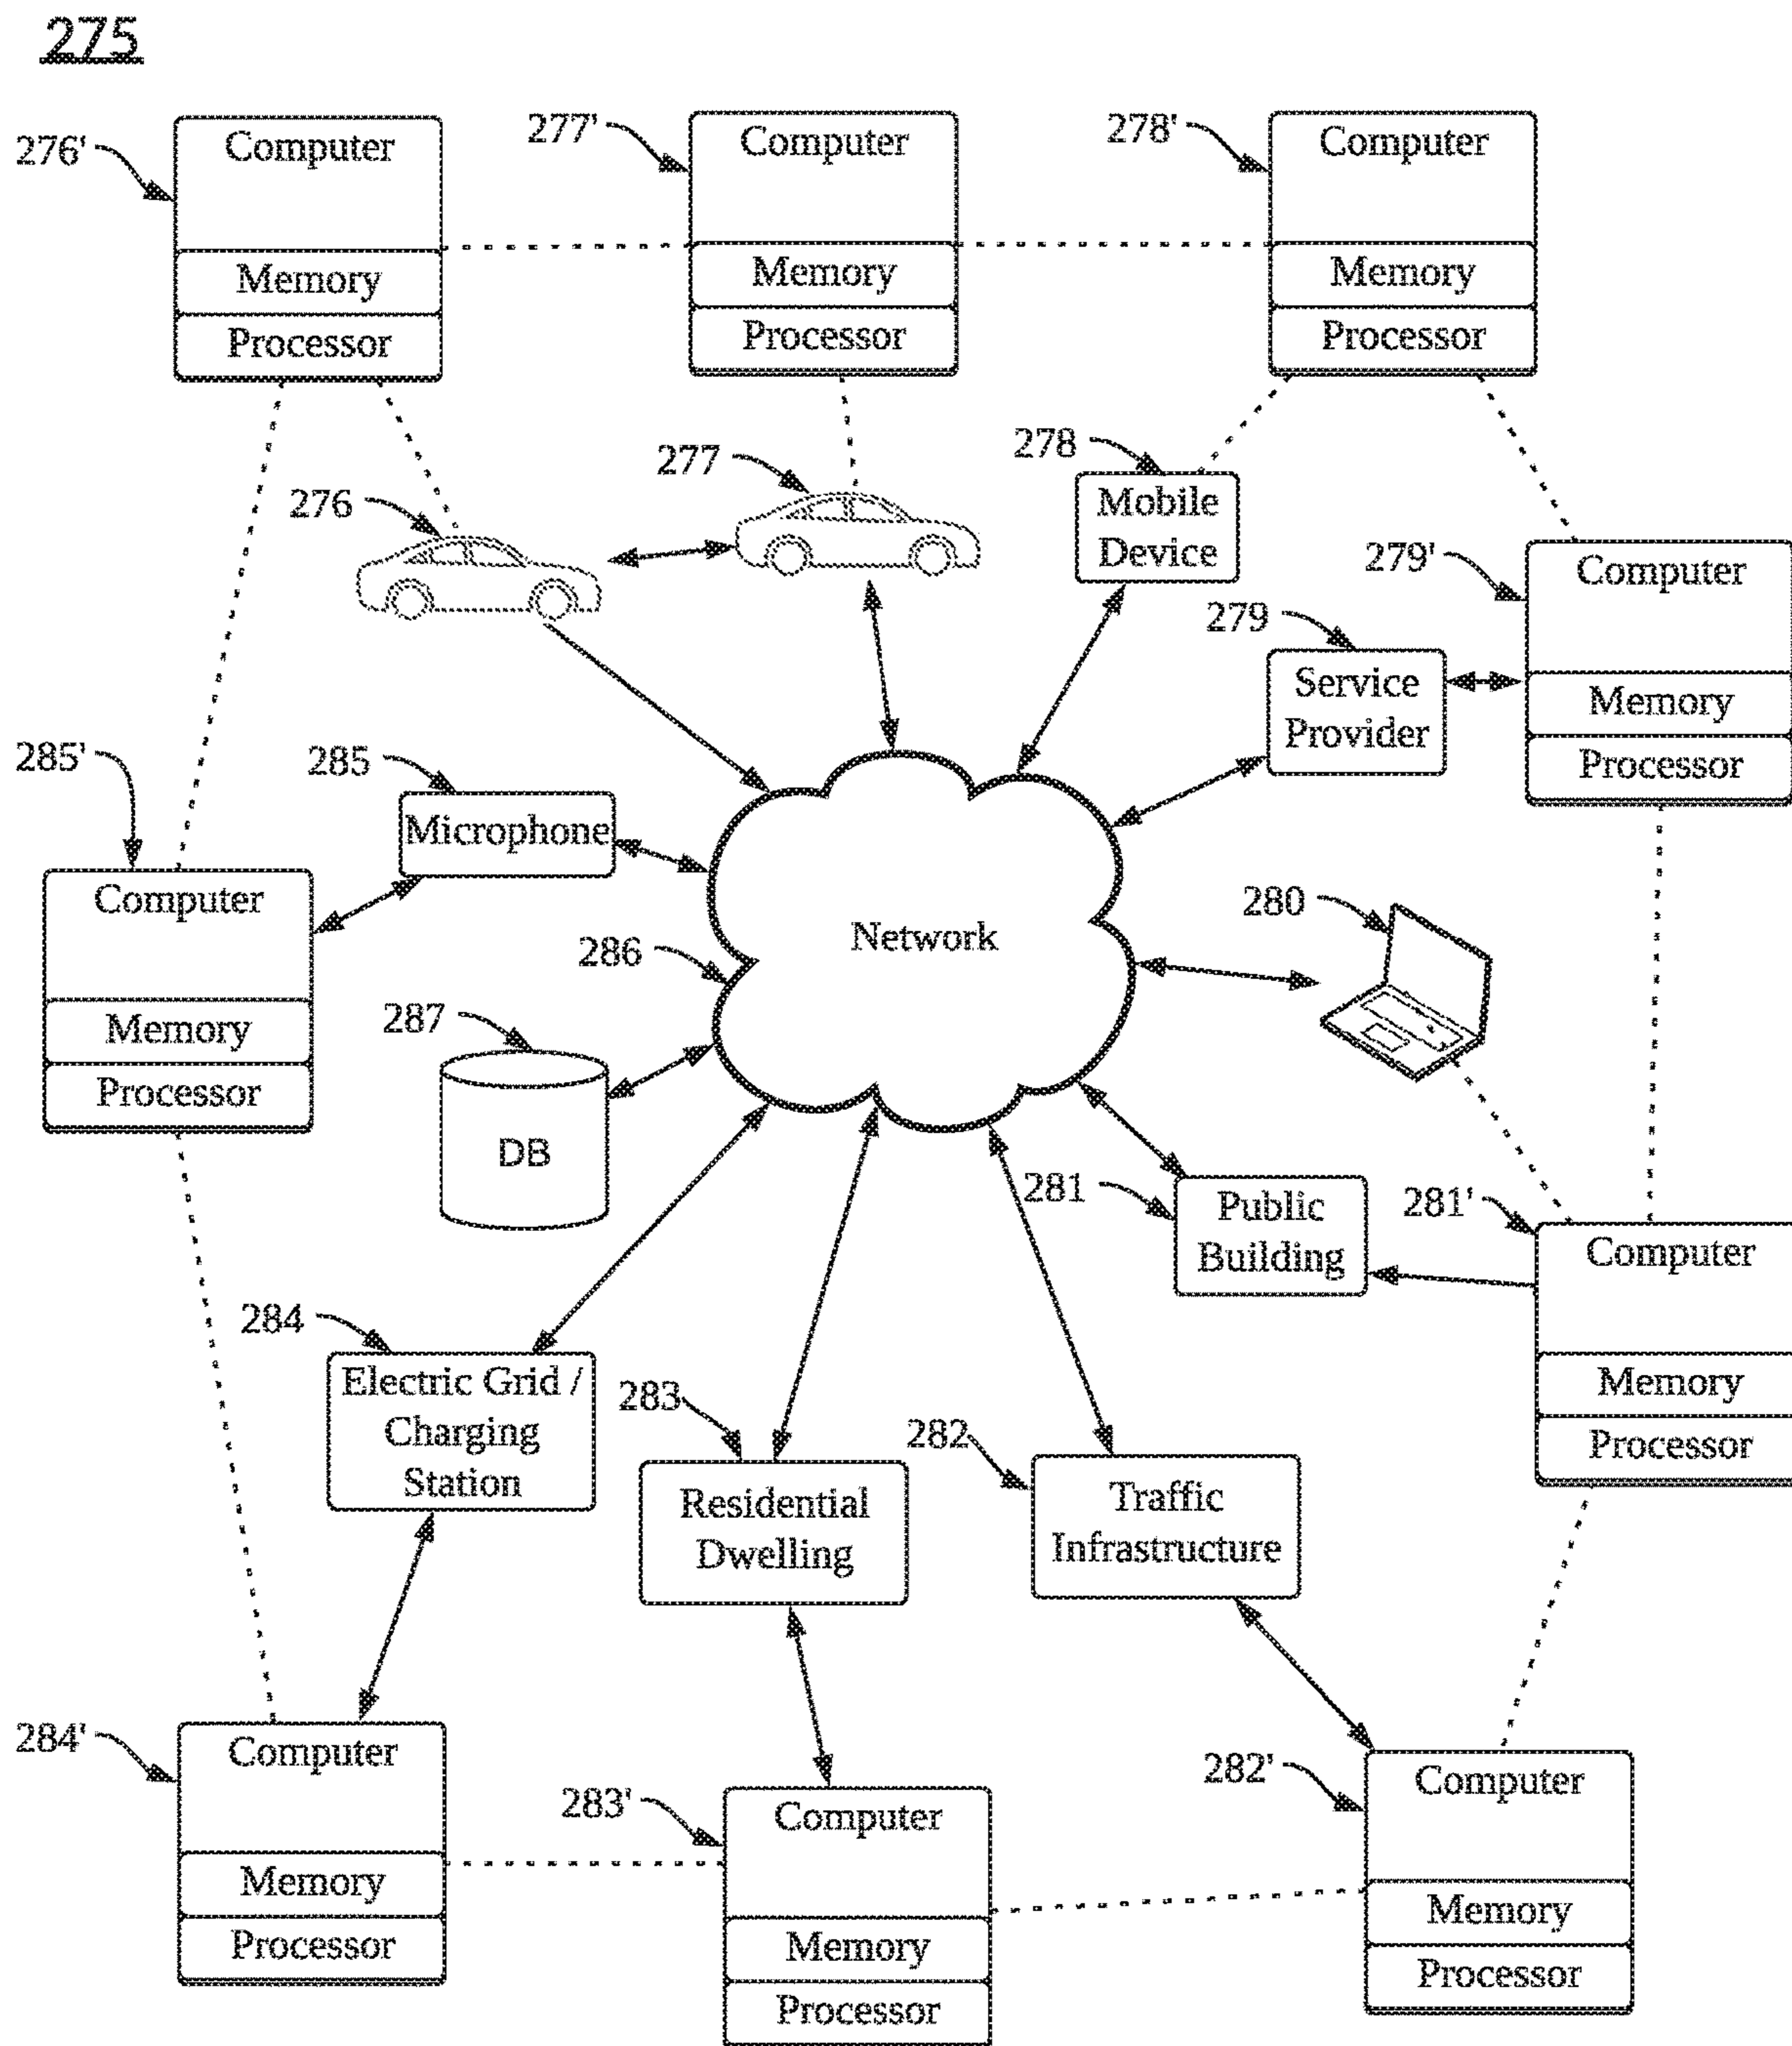 275
276'
Computer
Memory
Processor
277'
Computer
Memory
Processor
278'
Computer
Memory
Processor
276
277
278
Mobile
Device
279'
Computer
Memory
Processor
279
Service
Provider
285'
Computer
Memory
Processor
285
Microphone
286
Network
280
287
DB
281
Public
Building
281'
Computer
Memory
Processor
284
Electric Grid /
Charging
Station
283
Residential
Dwelling
282
Traffic
Infrastructure
284'
Computer
Memory
Processor
283'
Computer
Memory
Processor
282'
Computer
Memory
Processor